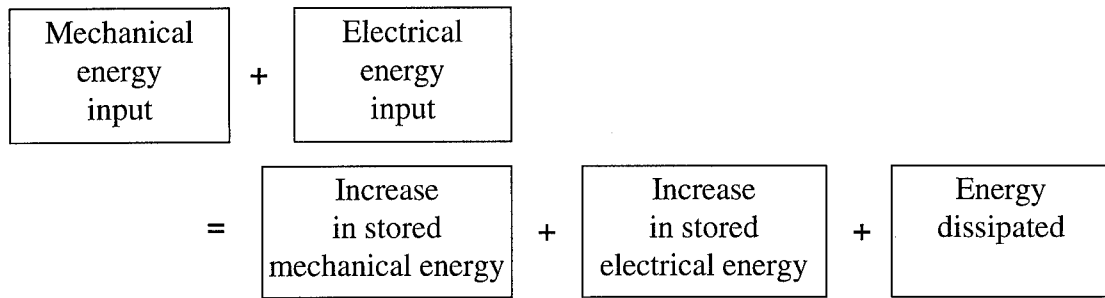 Mechanical
energy
input
+
Electrical
energy
input
=
Increase
in stored
mechanical energy
+
Increase
in stored
electrical energy
+
Energy
dissipated